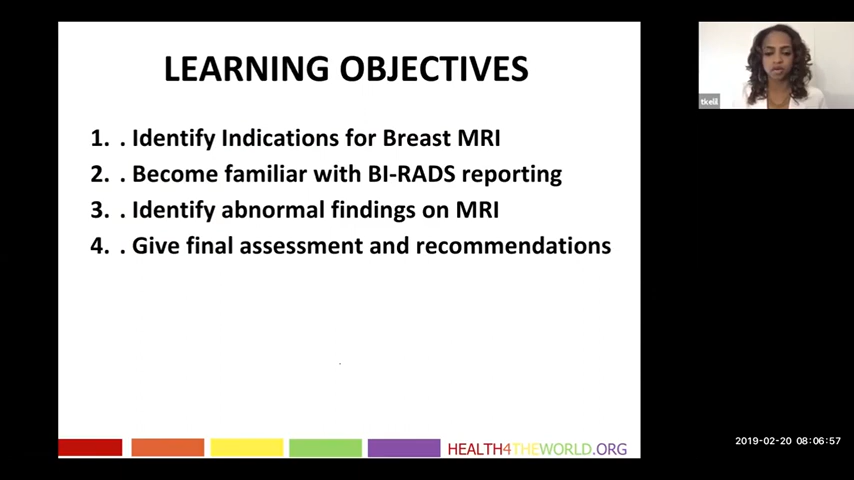 LEARNING OBJECTIVES
1. . Identify Indications for Breast MRI
2. . Become familiar with BI-RADS reporting
3. . Identify abnormal findings on MRI
4. . Give final assessment and recommendations
HEALTH4THEWORLD.ORG
tkelil
2019-02-20 08:06:57